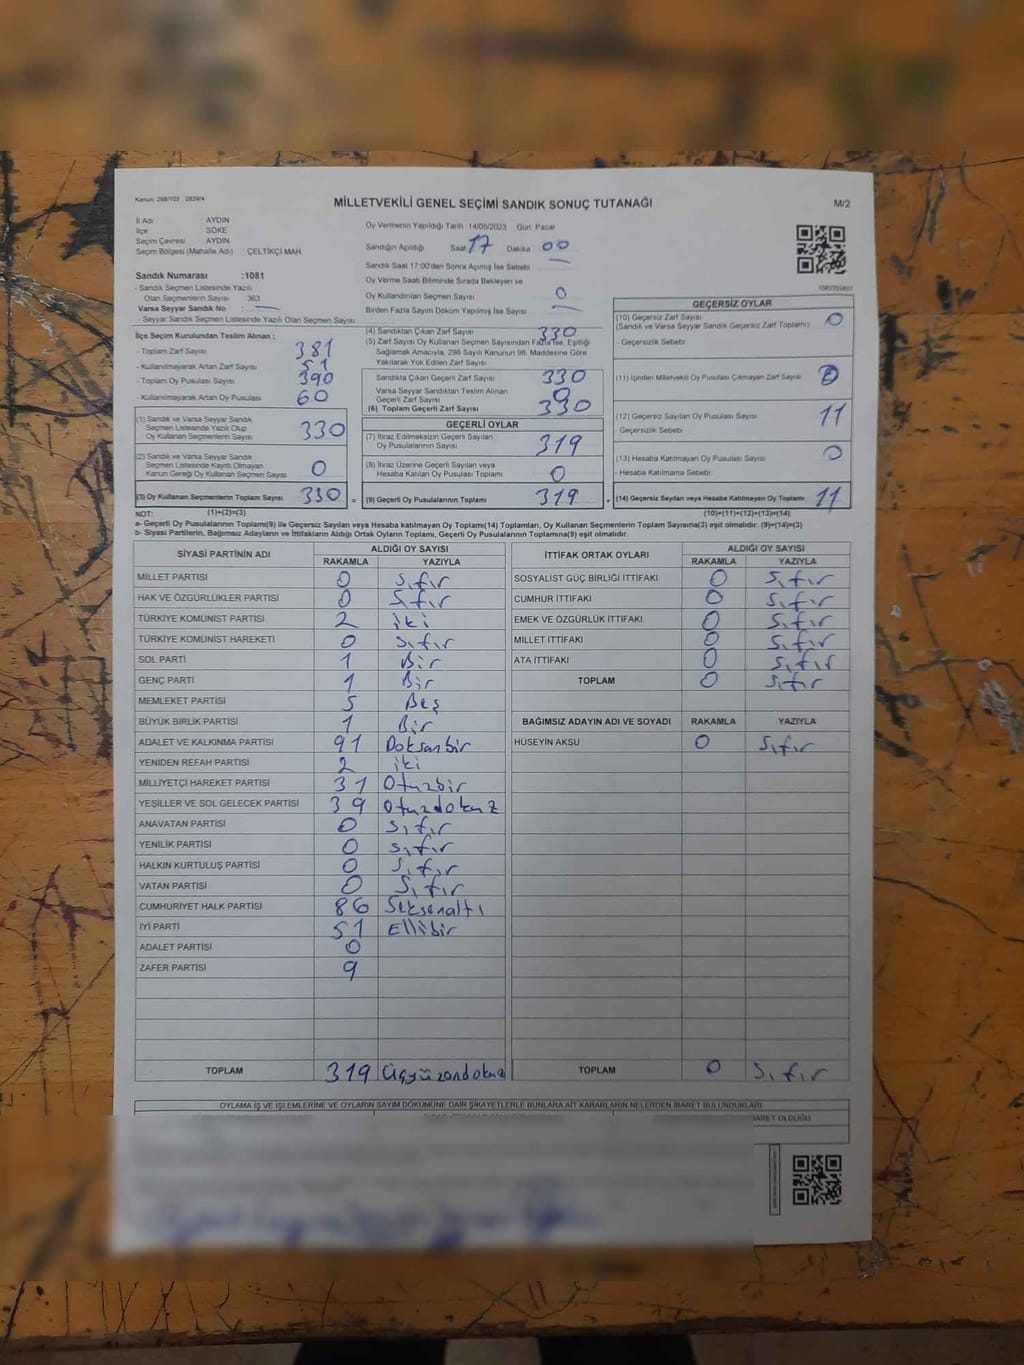 Kanun: 298/105 2839/4
MİLLETVEKİLİ GENEL SEÇİMİ SANDIK SONUÇ TUTANAĞI
M/2
İl Adı AYDIN
İlçe SÖKE
Seçim Çevresi AYDIN
Seçim Bölgesi (Mahalle Adı) ÇELTİKÇİ MAH
Sandık Numarası :1081
- Sandık Seçmen Listesinde Yazılı
Olan Seçmenlerin Sayısı 363
Varsa Seyyar Sandık No :
- Seyyar Sandık Seçmen Listesinde Yazılı Olan Seçmen Sayısı
İlçe Seçim Kurulundan Teslim Alınan ;
- Toplam Zarf Sayısı 381
- Kullanılmayarak Artan Zarf Sayısı 51
- Toplam Oy Pusulası Sayısı 390
- Kullanılmayarak Artan Oy Pusulası 60
(1) Sandık ve Varsa Seyyar Sandık
Seçmen Listesinde Yazılı Olup
Oy Kullanan Seçmenlerin Sayısı 330
(2) Sandık ve Varsa Seyyar Sandık
Seçmen Listesinde Kayıtlı Olmayan
Kanun Gereği Oy Kullanan Seçmen Sayısı 0
(3) Oy Kullanan Seçmenlerin Toplam Sayısı 330 =
Oy Vermenin Yapıldığı Tarih :14/05/2023 Gün Pazar
Sandığın Açıldığı Saat 17 Dakika 00
Sandık Saat 17:00'den Sonra Açılmış İse Sebebi
Oy Verme Saati Bitiminde Sırada Bekleyen ve
Oy Kullandırılan Seçmen Sayısı 0
Birden Fazla Sayım Döküm Yapılmış İse Sayısı
(4) Sandıktan Çıkan Zarf Sayısı 330
(5) Zarf Sayısı Oy Kullanan Seçmen Sayısından Fazla ise, Eşitliği
Sağlamak Amacıyla, 298 Sayılı Kanunun 98. Maddesine Göre
Yakılarak Yok Edilen Zarf Sayısı
Sandıkta Çıkan Geçerli Zarf Sayısı 330
Varsa Seyyar Sandıktan Teslim Alınan
Geçerli Zarf Sayısı 0
(6) Toplam Geçerli Zarf Sayısı 330
GEÇERLİ OYLAR
(7) İtiraz Edilmeksizin Geçerli Sayılan
Oy Pusulalarının Sayısı 319
(8) İtiraz Üzerine Geçerli Sayılan veya
Hesaba Katılan Oy Pusulası Toplamı 0
(9) Geçerli Oy Pusulalarının Toplamı 319 +
GEÇERSİZ OYLAR
(10) Geçersiz Zarf Sayısı 0
(Sandık ve Varsa Seyyar Sandık Geçersiz Zarf Toplamı)
- Geçersizlik Sebebi
(11) İçinden Milletvekili Oy Pusulası Çıkmayan Zarf Sayısı 0
(12) Geçersiz Sayılan Oy Pusulası Sayısı 11
- Geçersizlik Sebebi
(13) Hesaba Katılmayan Oy Pusulası Sayısı 0
- Hesaba Katılmama Sebebi
(14) Geçersiz Sayılan veya Hesaba Katılmayan Oy Toplamı 11
NOT: (1)+(2)=(3) (10)+(11)+(12)+(13)=(14)
a- Geçerli Oy Pusulalarının Toplamı(9) ile Geçersiz Sayılan veya Hesaba katılmayan Oy Toplamı(14) Toplamları, Oy Kullanan Seçmenlerin Toplam Sayısına(3) eşit olmalıdır. (9)+(14)=(3)
b- Siyasi Partilerin, Bağımsız Adayların ve İttifakların Aldığı Ortak Oyların Toplamı, Geçerli Oy Pusulalarının Toplamına(9) eşit olmalıdır.
SİYASİ PARTİNİN ADI ALDIĞI OY SAYISI
RAKAMLA YAZIYLA
MİLLET PARTİSİ 0 Sıfır
HAK VE ÖZGÜRLÜKLER PARTİSİ 0 Sıfır
TÜRKİYE KOMÜNİST PARTİSİ 2 iki
TÜRKİYE KOMÜNİST HAREKETİ 0 Sıfır
SOL PARTİ 1 Bir
GENÇ PARTİ 1 Bir
MEMLEKET PARTİSİ 5 Beş
BÜYÜK BİRLİK PARTİSİ 1 Bir
ADALET VE KALKINMA PARTİSİ 91 Doksanbir
YENİDEN REFAH PARTİSİ 2 iki
MİLLİYETÇİ HAREKET PARTİSİ 31 Otuzbir
YEŞİLLER VE SOL GELECEK PARTİSİ 39 Otuzdokuz
ANAVATAN PARTİSİ 0 Sıfır
YENİLİK PARTİSİ 0 Sıfır
HALKIN KURTULUŞ PARTİSİ 0 Sıfır
VATAN PARTİSİ 0 Sıfır
CUMHURİYET HALK PARTİSİ 86 Seksenaltı
İYİ PARTİ 51 Ellibir
ADALET PARTİSİ 0
ZAFER PARTİSİ 9
TOPLAM 319 Üçyüzondokuz
İTTİFAK ORTAK OYLARI ALDIĞI OY SAYISI
RAKAMLA YAZIYLA
SOSYALİST GÜÇ BİRLİĞİ İTTİFAKI 0 Sıfır
CUMHUR İTTİFAKI 0 Sıfır
EMEK VE ÖZGÜRLÜK İTTİFAKI 0 Sıfır
MİLLET İTTİFAKI 0 Sıfır
ATA İTTİFAKI 0 Sıfır
TOPLAM 0 Sıfır
BAĞIMSIZ ADAYIN ADI VE SOYADI RAKAMLA YAZIYLA
HÜSEYİN AKSU 0 Sıfır
TOPLAM 0 Sıfır
OYLAMA İŞ VE İŞLEMLERİNE VE OYLARIN SAYIM DÖKÜMÜNE DAİR ŞİKAYETLERLE BUNLARA AİT KARARLARIN NELERDEN İBARET BULUNDUKLARI
İBARET OLDUĞU